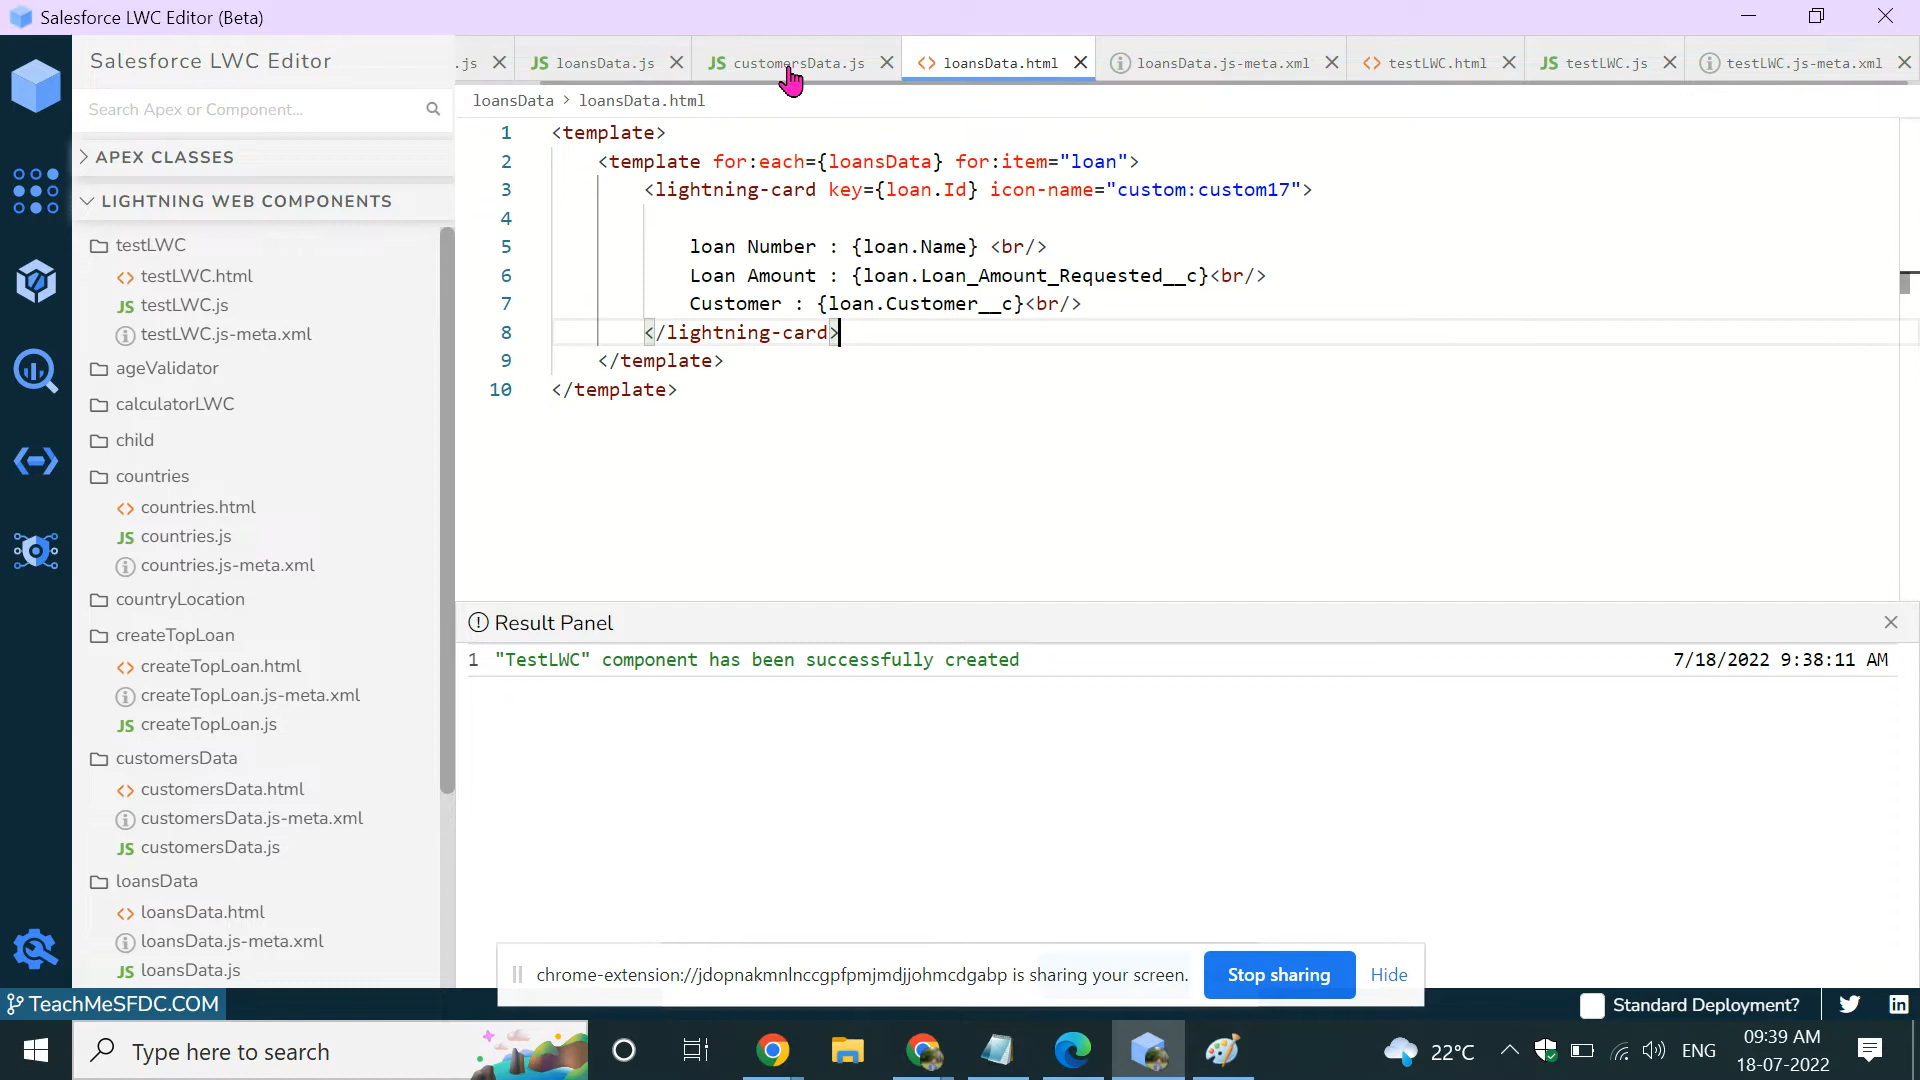 Salesforce LWC Editor (Beta)
Salesforce LWC Editor
Search Apex or Component...
APEX CLASSES
LIGHTNING WEB COMPONENTS
testLWC
testLWC.html
testLWC.js
testLWC.js-meta.xml
ageValidator
calculatorLWC
child
countries
countries.html
countries.js
countries.js-meta.xml
countryLocation
createTopLoan
createTopLoan.html
createTopLoan.js-meta.xml
createTopLoan.js
customersData
customersData.html
customersData.js-meta.xml
customersData.js
loansData
loansData.html
loansData.js-meta.xml
loansData.js
.js
JS loansData.js
JS customersData.js
loansData.html
loansData.js-meta.xml
testLWC.html
JS testLWC.js
testLWC.js-meta.xml
loansData > loansData.html
1 <template>
2 <template for:each={loansData} for:item="loan">
3 <lightning-card key={loan.Id} icon-name="custom:custom17">
4
5 loan Number : {loan.Name} <br/>
6 Loan Amount : {loan.Loan_Amount_Requested__c}<br/>
7 Customer : {loan.Customer__c}<br/>
8 </lightning-card>
9 </template>
10 </template>
Result Panel
1 "TestLWC" component has been successfully created 7/18/2022 9:38:11 AM
chrome-extension://jdopnakmnlnccgpfpmjmdjjohmcdgabp is sharing your screen.
Stop sharing
Hide
TeachMeSFDC.COM
Standard Deployment?
Type here to search
22°C
ENG
09:39 AM
18-07-2022